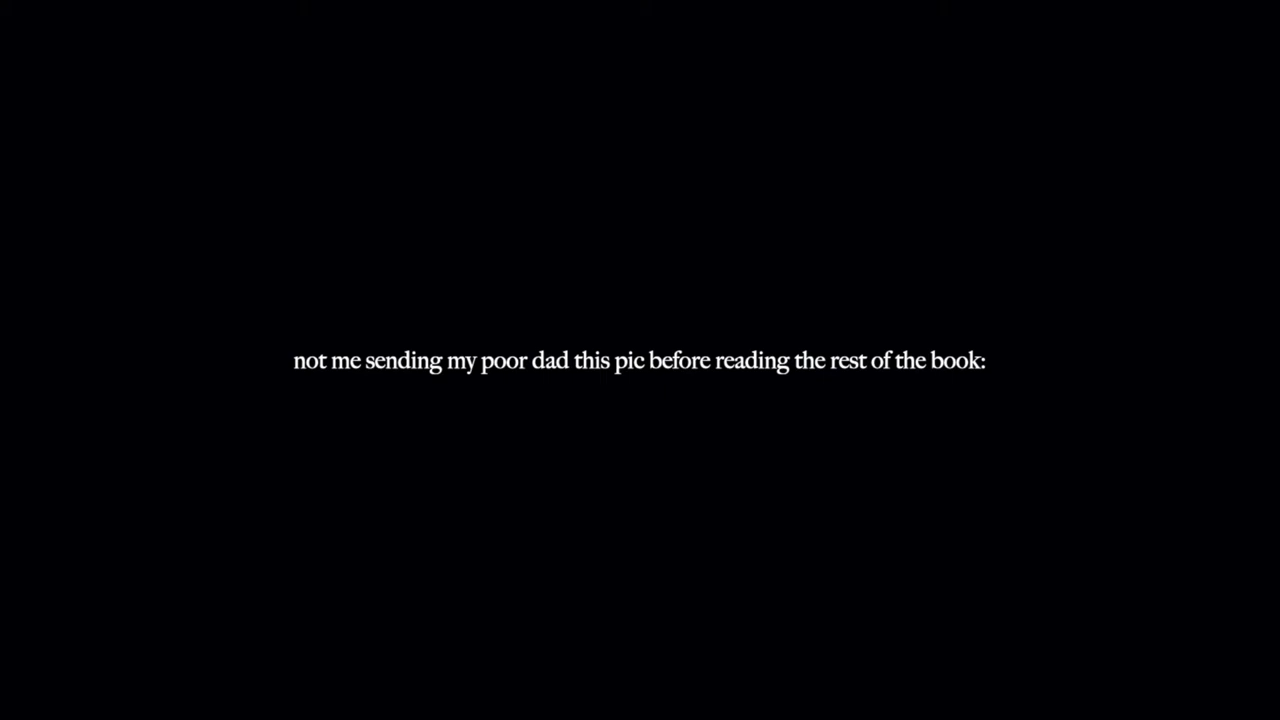 not me sending my poor dad this pic before reading the rest of the book: